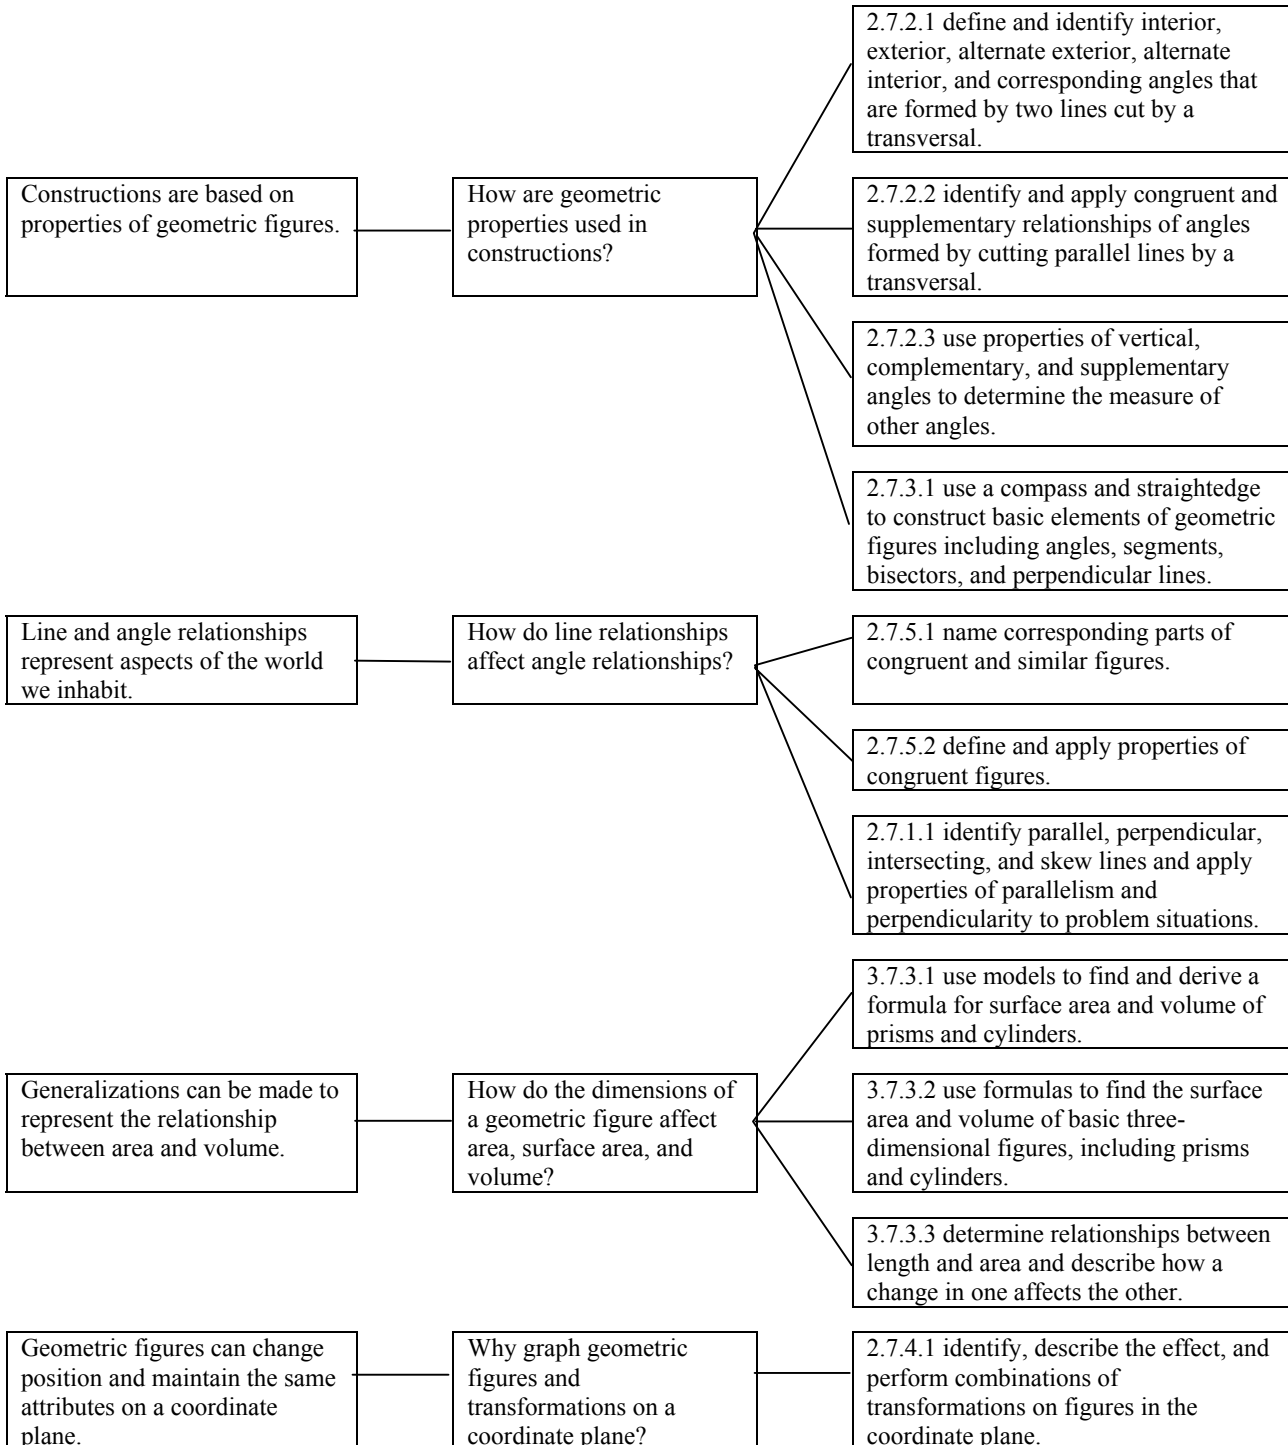 2.7.2.1 define and identify interior,
exterior, alternate exterior, alternate
interior, and corresponding angles that
are formed by two lines cut by a
transversal.
Constructions are based on
properties of geometric figures.
How are geometric
properties used in
constructions?
2.7.2.2 identify and apply congruent and
supplementary relationships of angles
formed by cutting parallel lines by a
transversal.
2.7.2.3 use properties of vertical,
complementary, and supplementary
angles to determine the measure of
other angles.
2.7.3.1 use a compass and straightedge
to construct basic elements of geometric
figures including angles, segments,
bisectors, and perpendicular lines.
Line and angle relationships
represent aspects of the world
we inhabit.
How do line relationships
affect angle relationships?
2.7.5.1 name corresponding parts of
congruent and similar figures.
2.7.5.2 define and apply properties of
congruent figures.
2.7.1.1 identify parallel, perpendicular,
intersecting, and skew lines and apply
properties of parallelism and
perpendicularity to problem situations.
3.7.3.1 use models to find and derive a
formula for surface area and volume of
prisms and cylinders.
Generalizations can be made to
represent the relationship
between area and volume.
How do the dimensions of
a geometric figure affect
area, surface area, and
volume?
3.7.3.2 use formulas to find the surface
area and volume of basic three-
dimensional figures, including prisms
and cylinders.
3.7.3.3 determine relationships between
length and area and describe how a
change in one affects the other.
Geometric figures can change
position and maintain the same
attributes on a coordinate
plane.
Why graph geometric
figures and
transformations on a
coordinate plane?
2.7.4.1 identify, describe the effect, and
perform combinations of
transformations on figures in the
coordinate plane.